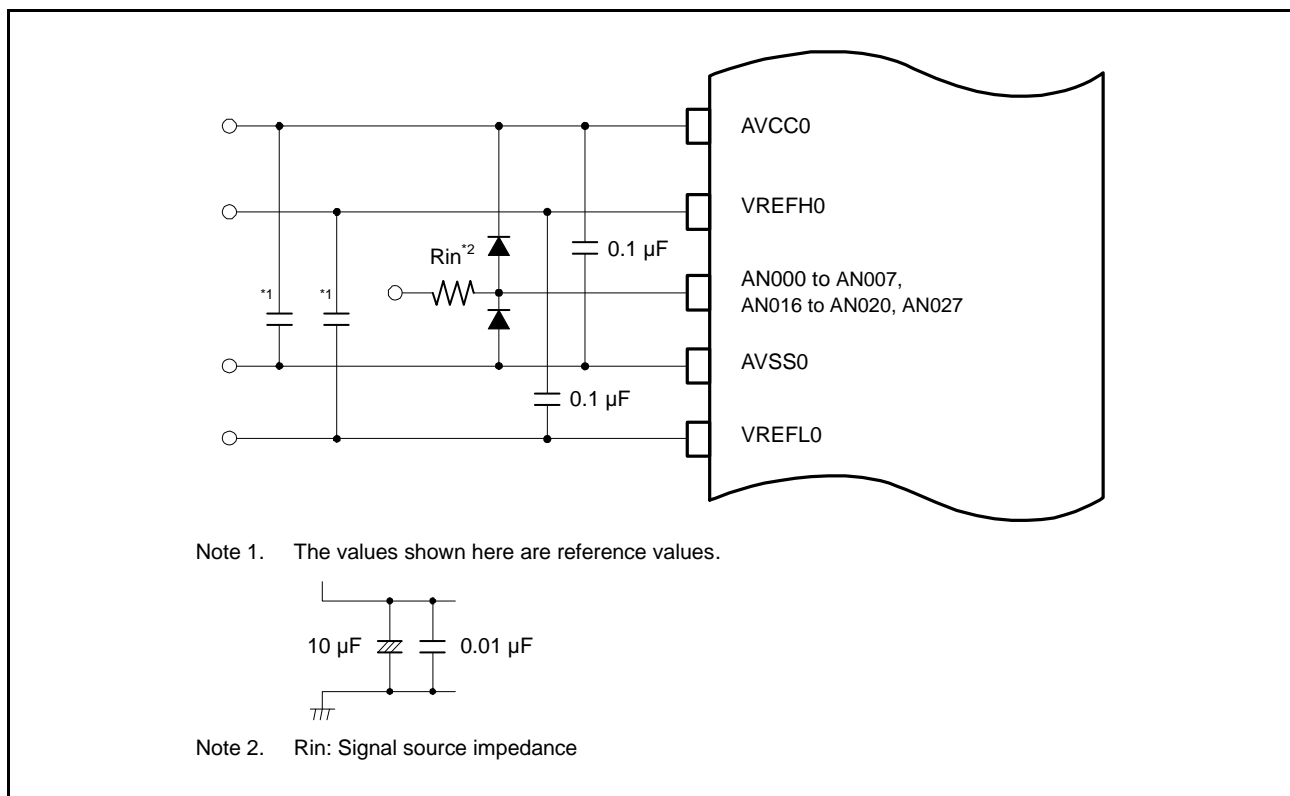 AVCC0
VREFH0
Rin*2
0.1 µF
AN000 to AN007,
AN016 to AN020, AN027
*1
*1
AVSS0
0.1 µF
VREFL0
Note 1. The values shown here are reference values.
10 µF
0.01 µF
Note 2. Rin: Signal source impedance